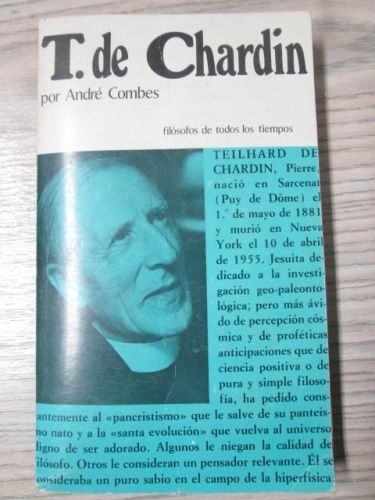 T. de Chardin
por André Combes
filósofos de todos los tiempos
TEILHARD DE
CHARDIN, Pierre,
nació en Sarcenat
(Puy de Dôme) el
1.º de mayo de 1881
y murió en Nueva
York el 10 de abril
de 1955. Jesuita de-
dicado a la investi-
gación geo-paleonto-
lógica; pero más ávi-
do de percepción cós-
mica y de proféticas
anticipaciones que de
ciencia positiva o de
pura y simple filoso-
fía, ha pedido cons-
antemente al «pancristismo» que le salve de su panteís-
mo nato y a la «santa evolución» que vuelva al universo
digno de ser adorado. Algunos le niegan la calidad de
filósofo. Otros le consideran un pensador relevante. Él se
consideraba un puro sabio en el campo de la hiperfísica.